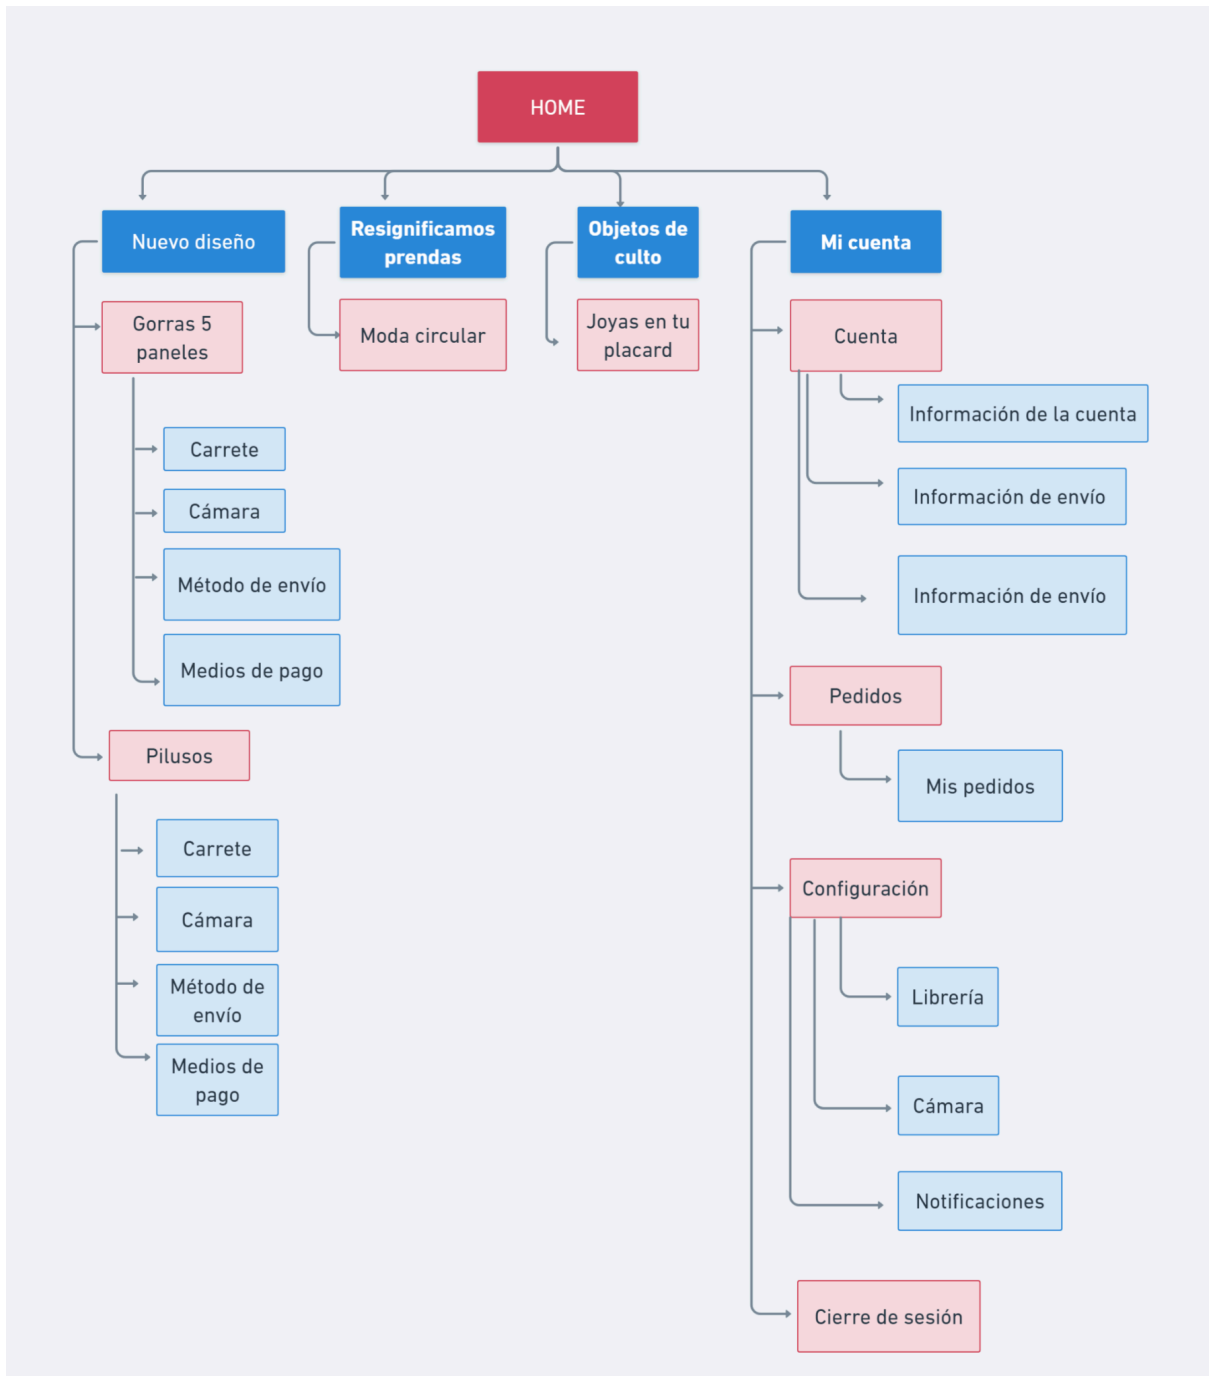 HOME
Nuevo diseño
Resignificamos
prendas
Objetos de
culto
Mi cuenta
Gorras 5
paneles
Moda circular
Joyas en tu
placard
Cuenta
Carrete
Cámara
Método de envío
Medios de pago
Información de la cuenta
Información de envío
Información de envío
Pilusos
Carrete
Cámara
Método de
envío
Medios de
pago
Pedidos
Mis pedidos
Configuración
Librería
Cámara
Notificaciones
Cierre de sesión